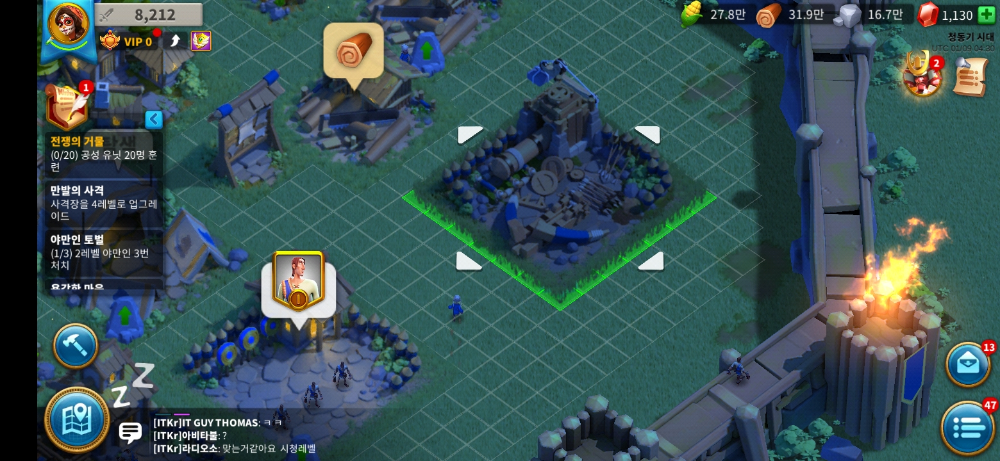 8,212
27.8만
31.9만
16.7만
1,130
VIP 0
청동기 시대
UTC 01/09 04:30
2
1
전쟁의 거물
(0/20) 공성 유닛 20명 훈
련
만발의 사격
사격장을 4레벨로 업그레
이드
야만인 토벌
(1/3) 2레벨 야만인 3번
처치
용감한 마음
13
47
Z
Z
[ITKr]IT GUY THOMAS: ㅋ ㅋ
[ITKr]아비타불: ?
[ITKr]라디오소: 맞는거같아요 시청레벨